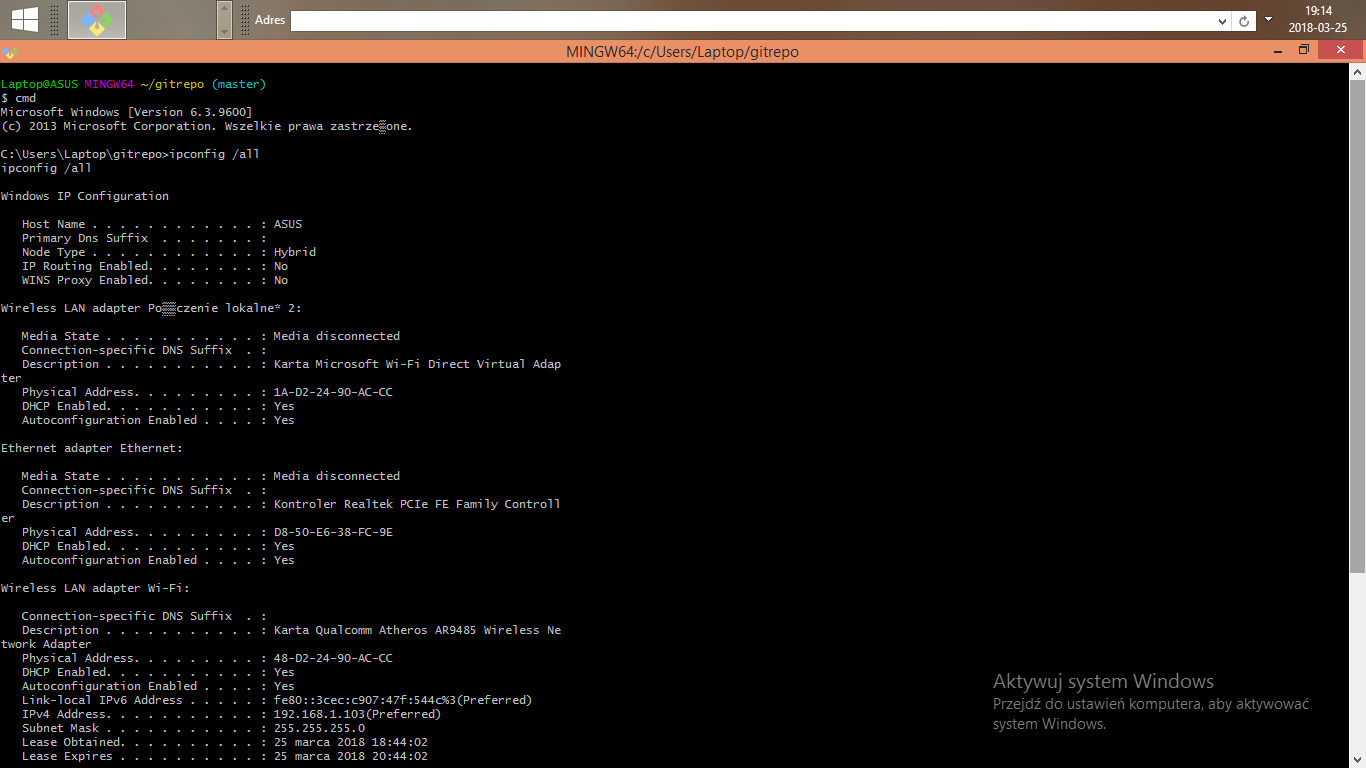 Adres
19:14
2018-03-25
MINGW64:/c/Users/Laptop/gitrepo
Laptop@ASUS MINGW64 ~/gitrepo (master)
$ cmd
Microsoft Windows [Version 6.3.9600]
(c) 2013 Microsoft Corporation. Wszelkie prawa zastrze▒one.
C:\Users\Laptop\gitrepo>ipconfig /all
ipconfig /all
Windows IP Configuration
Host Name . . . . . . . . . . . . : ASUS
Primary Dns Suffix  . . . . . . . :
Node Type . . . . . . . . . . . . : Hybrid
IP Routing Enabled. . . . . . . . : No
WINS Proxy Enabled. . . . . . . . : No
Wireless LAN adapter Po▒▒czenie lokalne* 2:
Media State . . . . . . . . . . . : Media disconnected
Connection-specific DNS Suffix  . :
Description . . . . . . . . . . . : Karta Microsoft Wi-Fi Direct Virtual Adap
ter
Physical Address. . . . . . . . . : 1A-D2-24-90-AC-CC
DHCP Enabled. . . . . . . . . . . : Yes
Autoconfiguration Enabled . . . . : Yes
Ethernet adapter Ethernet:
Media State . . . . . . . . . . . : Media disconnected
Connection-specific DNS Suffix  . :
Description . . . . . . . . . . . : Kontroler Realtek PCIe FE Family Controll
er
Physical Address. . . . . . . . . : D8-50-E6-38-FC-9E
DHCP Enabled. . . . . . . . . . . : Yes
Autoconfiguration Enabled . . . . : Yes
Wireless LAN adapter Wi-Fi:
Connection-specific DNS Suffix  . :
Description . . . . . . . . . . . : Karta Qualcomm Atheros AR9485 Wireless Ne
twork Adapter
Physical Address. . . . . . . . . : 48-D2-24-90-AC-CC
DHCP Enabled. . . . . . . . . . . : Yes
Autoconfiguration Enabled . . . . : Yes
Link-local IPv6 Address . . . . . : fe80::3cec:c907:47f:544c%3(Preferred)
IPv4 Address. . . . . . . . . . . : 192.168.1.103(Preferred)
Subnet Mask . . . . . . . . . . . : 255.255.255.0
Lease Obtained. . . . . . . . . . : 25 marca 2018 18:44:02
Lease Expires . . . . . . . . . . : 25 marca 2018 20:44:02
Aktywuj system Windows
Przejdź do ustawień komputera, aby aktywować
system Windows.